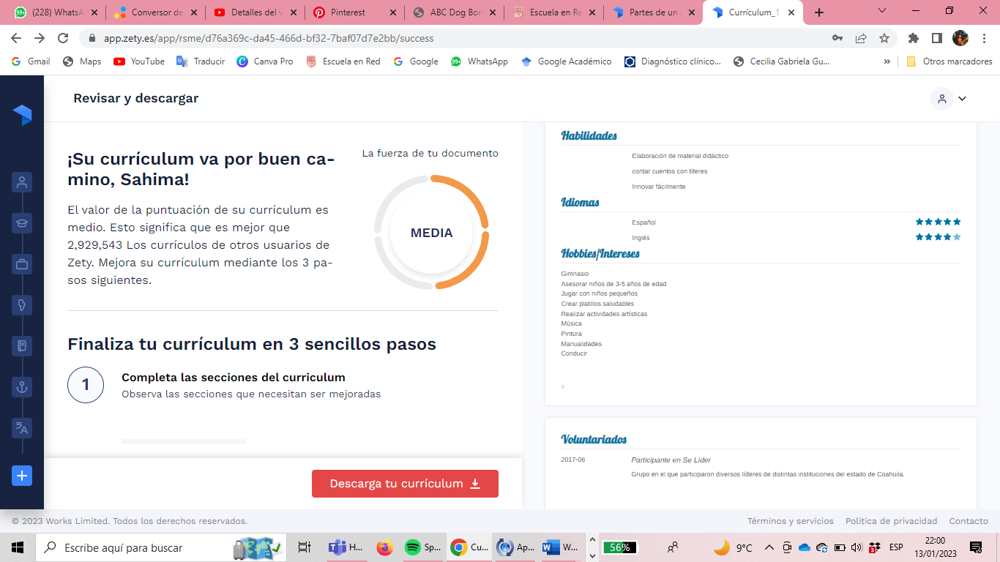 (228) WhatsA
Conversor de
Detalles del v
Pinterest
ABC Dog Bon
Escuela en Re
Partes de un
Currículum_1
app.zety.es/app/rsme/d76a369c-da45-466d-bf32-7baf07d7e2bb/success
Gmail
Maps
YouTube
Traducir
Canva Pro
Escuela en Red
Google
WhatsApp
Google Académico
Diagnóstico clínico...
Cecilia Gabriela Gu...
»
Otros marcadores
Revisar y descargar
¡Su currículum va por buen ca-
mino, Sahima!
El valor de la puntuación de su currículum es
medio. Esto significa que es mejor que
2,929,543 Los currículos de otros usuarios de
Zety. Mejora su currículum mediante los 3 pa-
sos siguientes.
La fuerza de tu documento
MEDIA
Finaliza tu currículum en 3 sencillos pasos
1
Completa las secciones del curriculum
Observa las secciones que necesitan ser mejoradas
Descarga tu currículum
Habilidades
Elaboración de material didáctico
contar cuentos con títeres
Innovar fácilmente
Idiomas
Español
Inglés
Hobbies/Intereses
Gimnasio
Asesorar niños de 3-5 años de edad
Jugar con niños pequeños
Crear platillos saludables
Realizar actividades artísticas
Música
Pintura
Manualidades
Conducir
:)
Voluntariados
2017-06
Participante en Se Líder
Grupo en el que participaron diversos líderes de distintas instituciones del estado de Coahuila.
© 2023 Works Limited. Todos los derechos reservados.
Términos y servicios
Política de privacidad
Contacto
Escribe aquí para buscar
H...
Sp...
Cu...
Ap...
W...
56%
9°C
ESP
22:00
13/01/2023